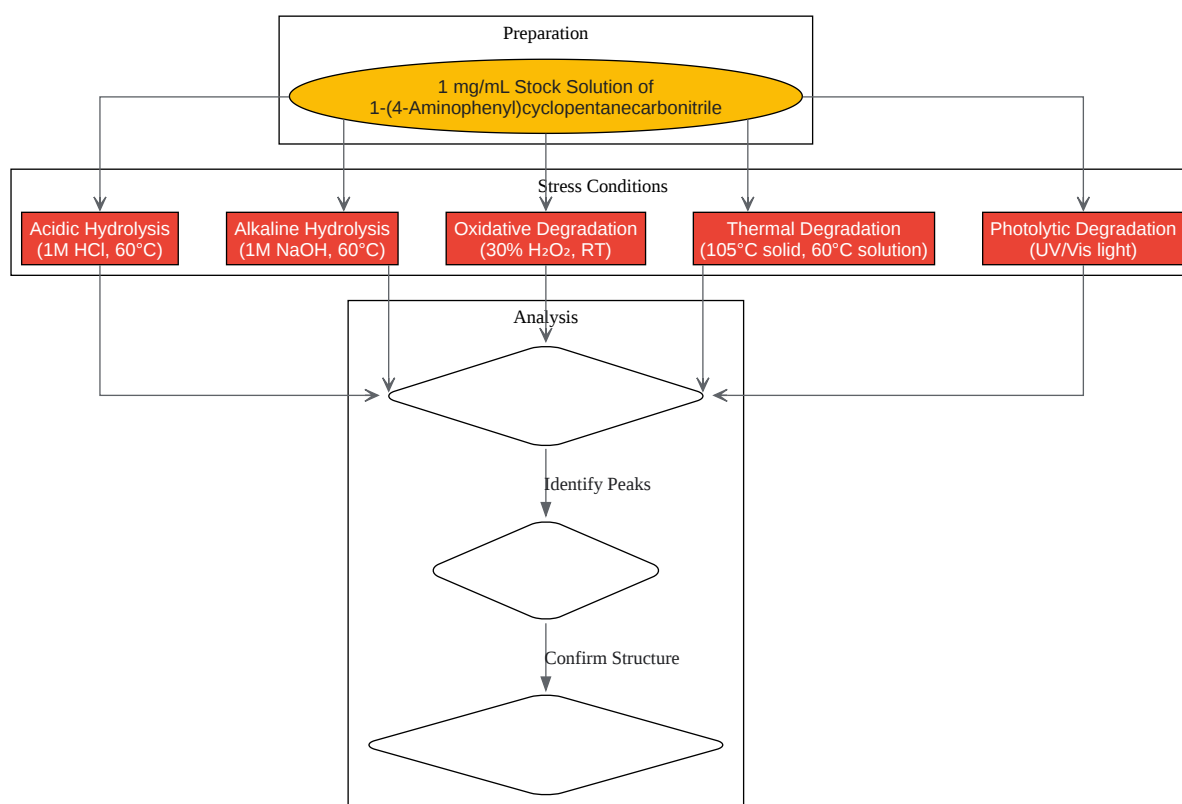 Preparation
1 mg/mL Stock Solution of
1-(4-Aminophenyl)cyclopentanecarbonitrile
Stress Conditions
Acidic Hydrolysis
(1M HCl, 60°C)
Alkaline Hydrolysis
(1M NaOH, 60°C)
Oxidative Degradation
(30% H₂O₂, RT)
Thermal Degradation
(105°C solid, 60°C solution)
Photolytic Degradation
(UV/Vis light)
Analysis
Identify Peaks
Confirm Structure